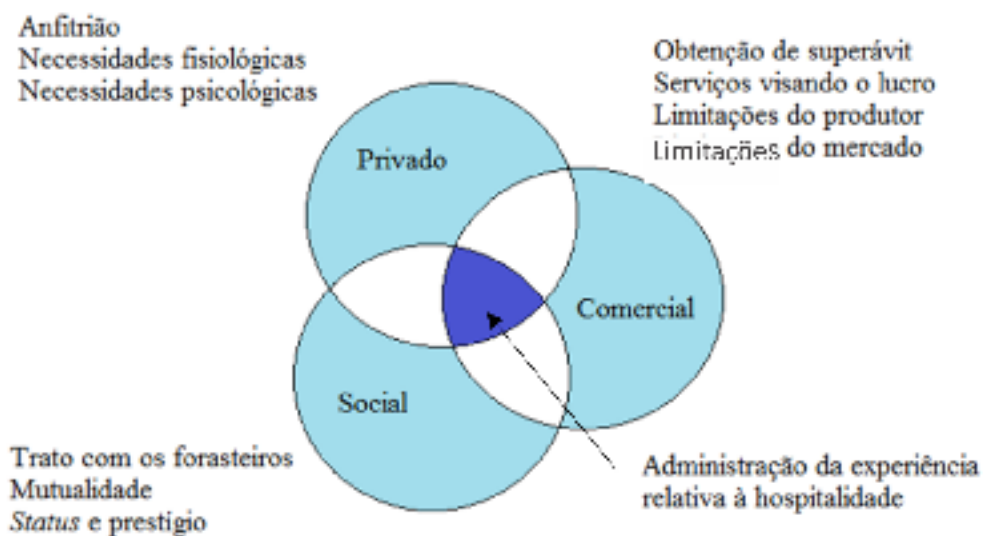 Anfitrião
Necessidades fisiológicas
Necessidades psicológicas
Obtenção de superávit
Serviços visando o lucro
Limitações do produtor
Limitações do mercado
Privado
Comercial
Social
Trato com os forasteiros
Mutualidade
Status e prestígio
Administração da experiência
relativa à hospitalidade